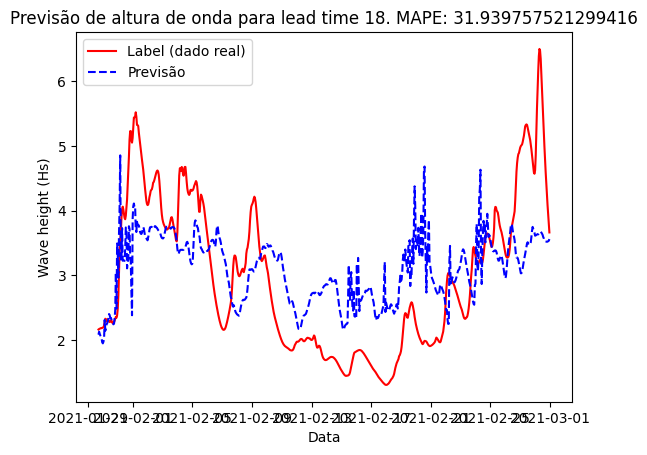 Previsão de altura de onda para lead time 18. MAPE: 31.939757521299416
Label (dado real)
Previsão
6
5
4
3
2
Wave height (Hs)
2021-01-29 2021-02-01 2021-02-05 2021-02-09 2021-02-13 2021-02-17 2021-02-21 2021-02-25 2021-03-01
Data